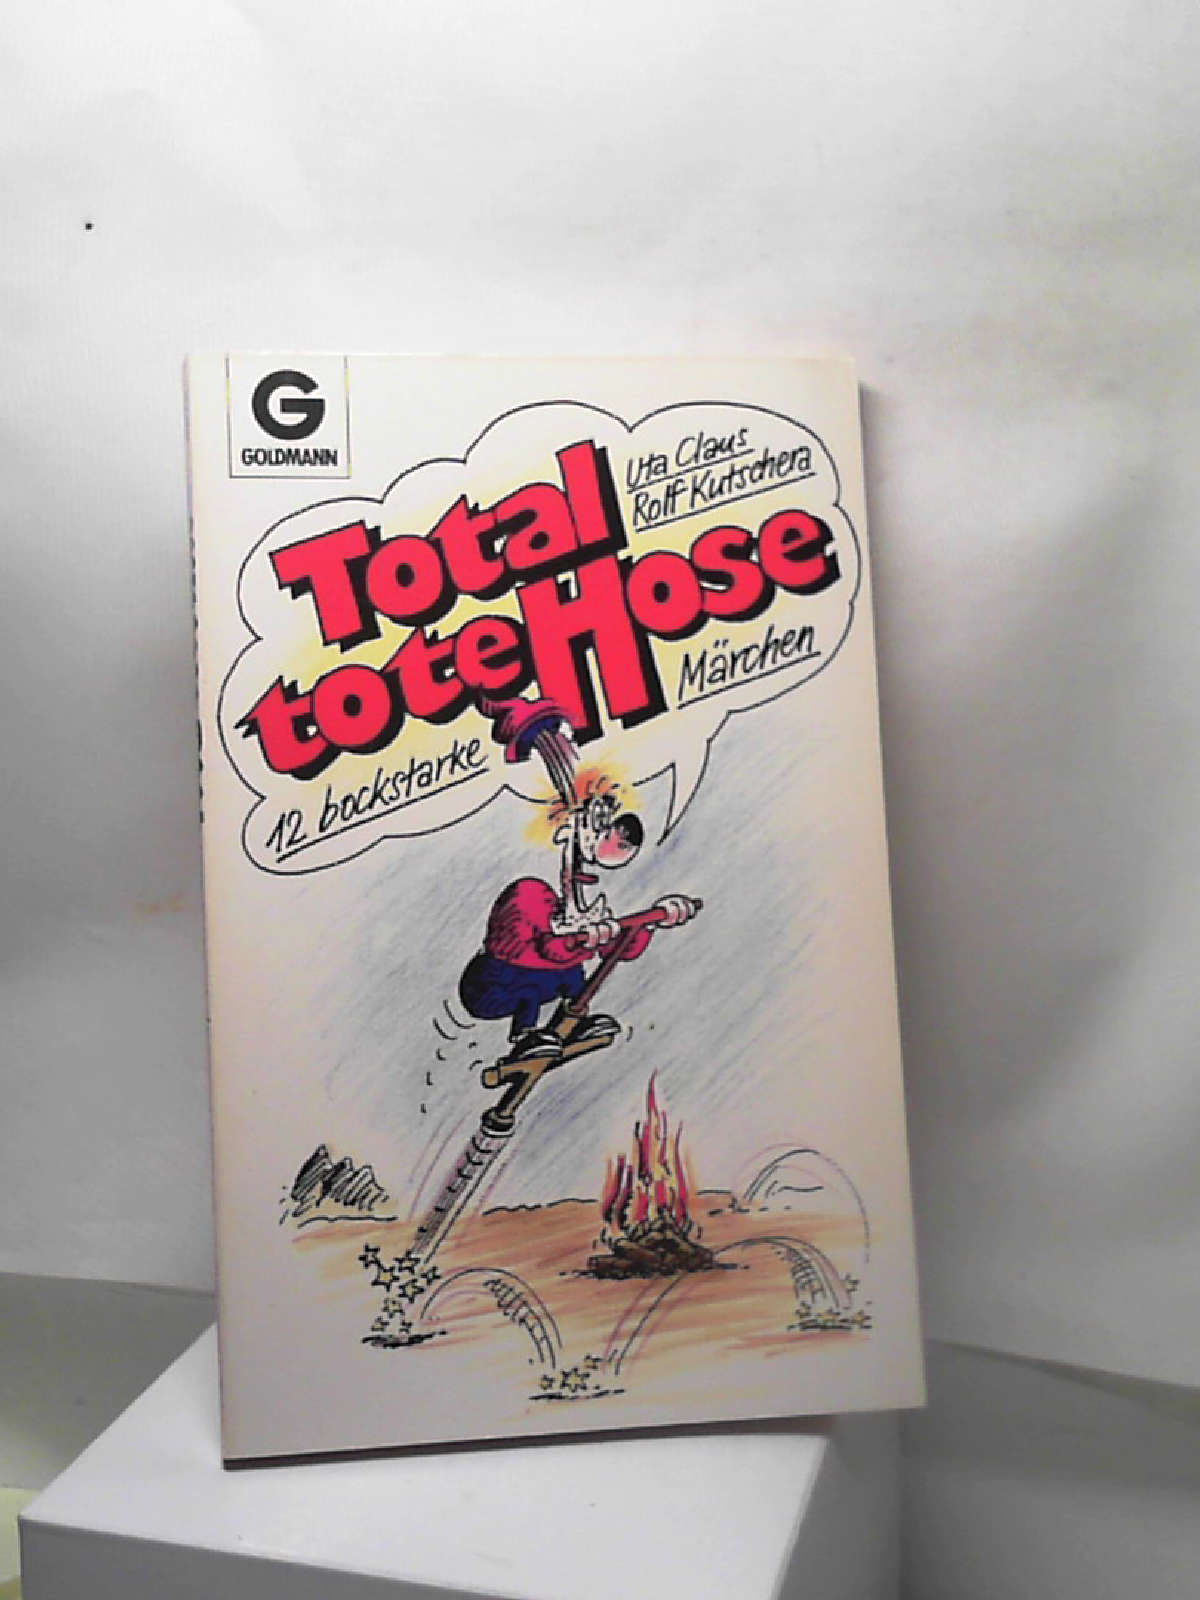 G
GOLDMANN
Uta Claus
Rolf Kutschera
Total
tote Hose
12 bockstarke
Märchen